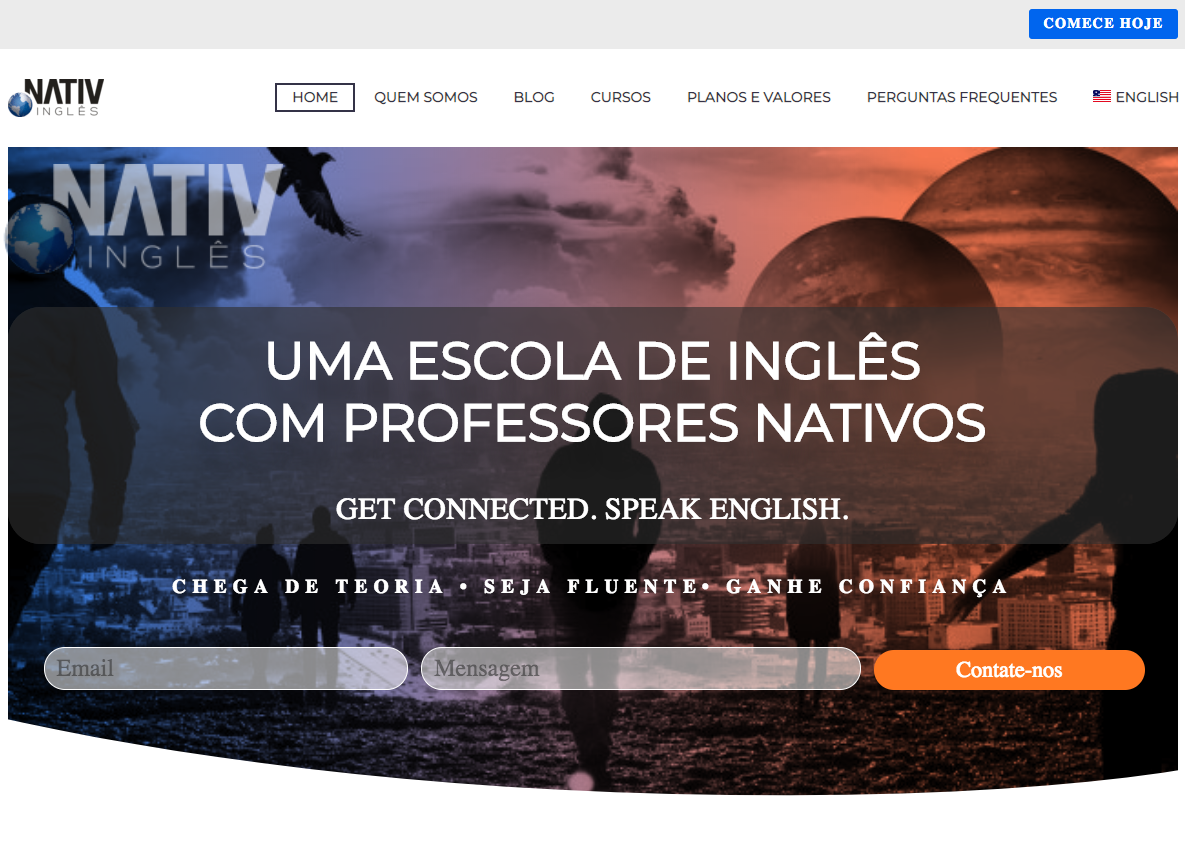 COMECE HOJE
NATIV
INGLÊS
HOME
QUEM SOMOS
BLOG
CURSOS
PLANOS E VALORES
PERGUNTAS FREQUENTES
ENGLISH
NATIV
INGLÊS
UMA ESCOLA DE INGLÊS
COM PROFESSORES NATIVOS
GET CONNECTED. SPEAK ENGLISH.
CHEGA DE TEORIA • SEJA FLUENTE• GANHE CONFIANÇA
Email
Mensagem
Contate-nos